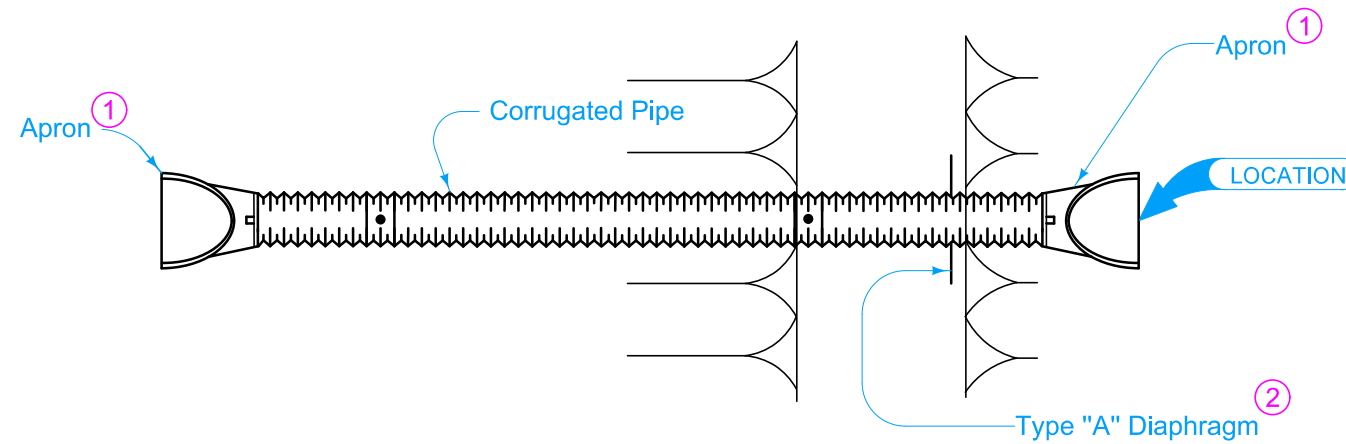 Apron 1
Apron 1
Corrugated Pipe
LOCATION
Type "A" Diaphragm 2